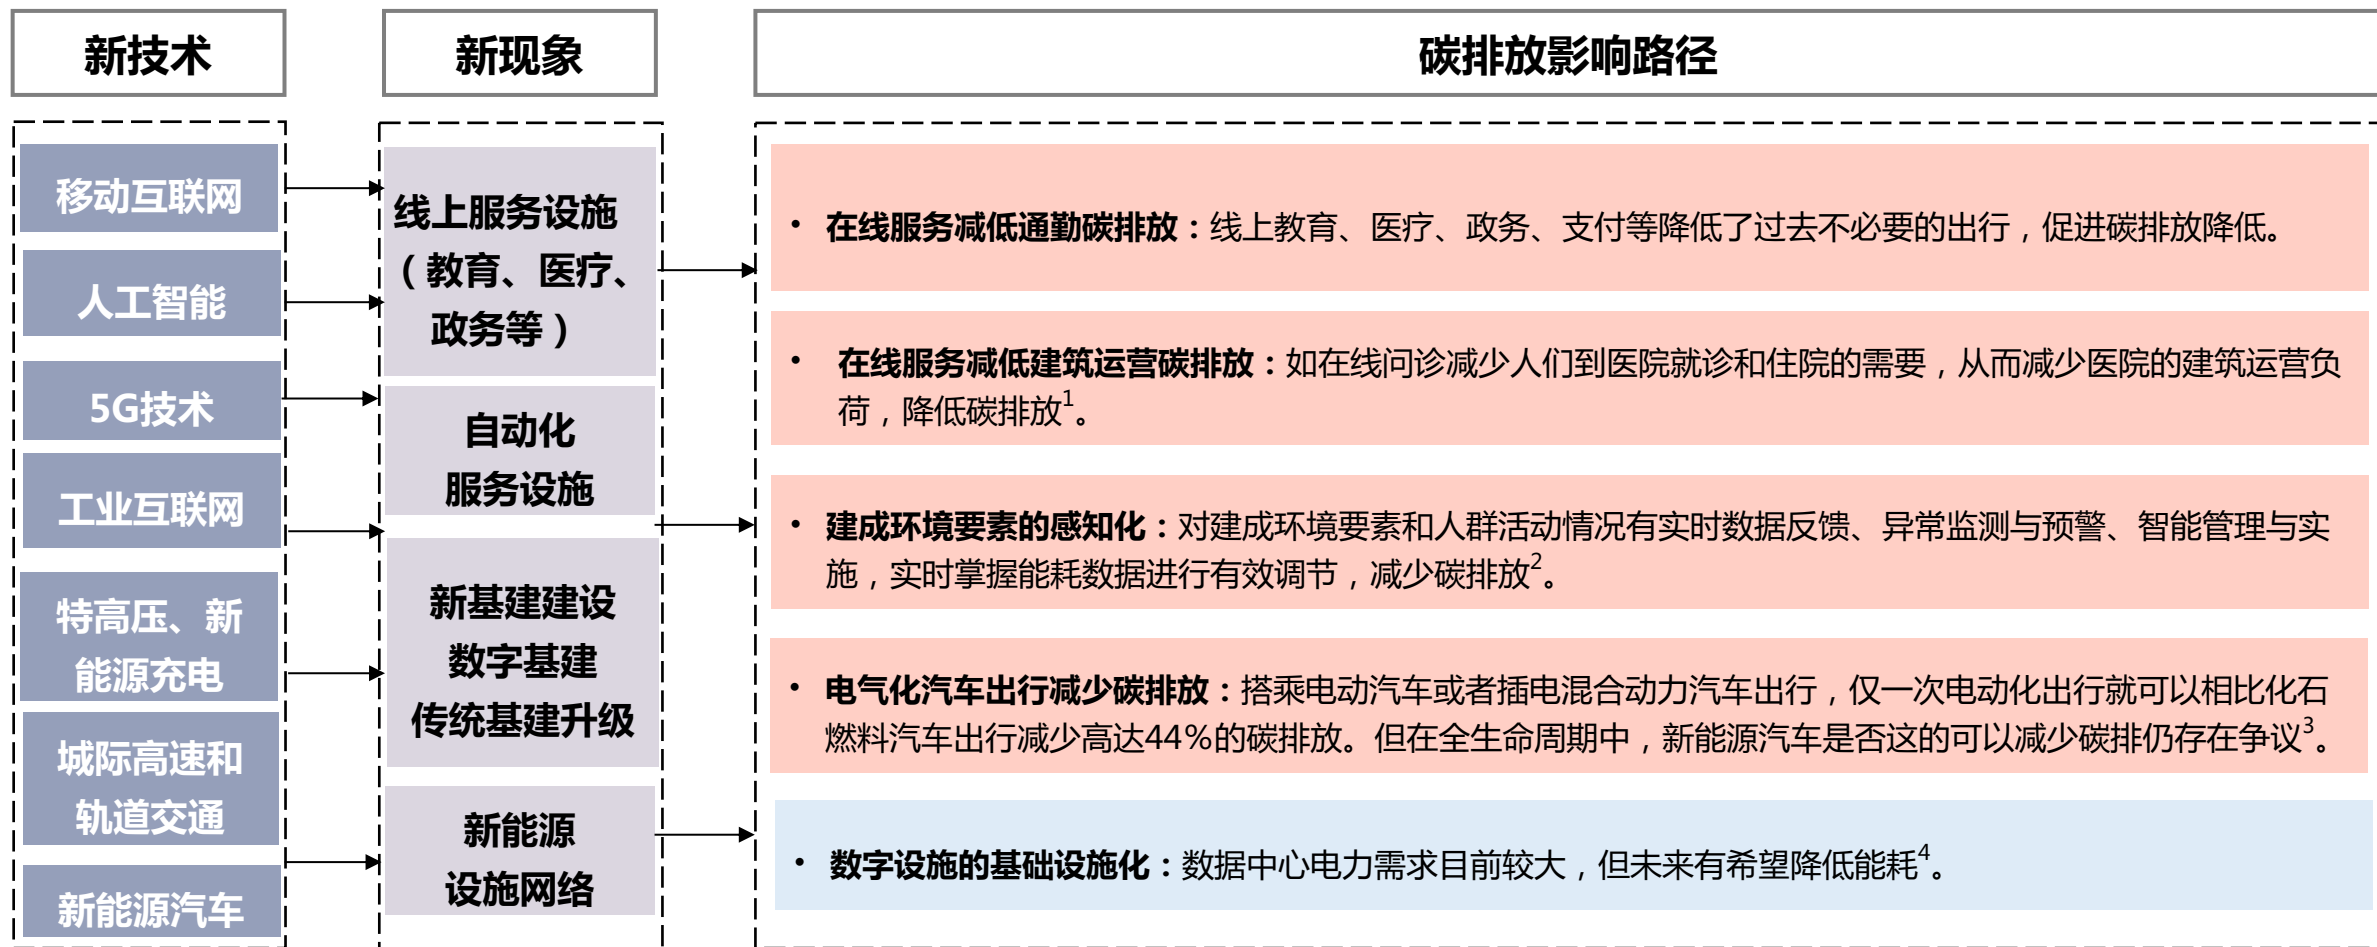 新技术
新现象
碳排放影响路径
移动互联网
人工智能
5G技术
工业互联网
特高压、新
能源充电
城际高速和
轨道交通
新能源汽车
线上服务设施
（教育、医疗、
政务等）
自动化
服务设施
新基建建设
数字基建
传统基建升级
新能源
设施网络
• 在线服务减低通勤碳排放：线上教育、医疗、政务、支付等降低了过去不必要的出行，促进碳排放降低。
• 在线服务减低建筑运营碳排放：如在线问诊减少人们到医院就诊和住院的需要，从而减少医院的建筑运营负
荷，降低碳排放1。
• 建成环境要素的感知化：对建成环境要素和人群活动情况有实时数据反馈、异常监测与预警、智能管理与实
施，实时掌握能耗数据进行有效调节，减少碳排放2。
• 电气化汽车出行减少碳排放：搭乘电动汽车或者插电混合动力汽车出行，仅一次电动化出行就可以相比化石
燃料汽车出行减少高达44%的碳排放。但在全生命周期中，新能源汽车是否这的可以减少碳排仍存在争议3。
• 数字设施的基础设施化：数据中心电力需求目前较大，但未来有希望降低能耗4。